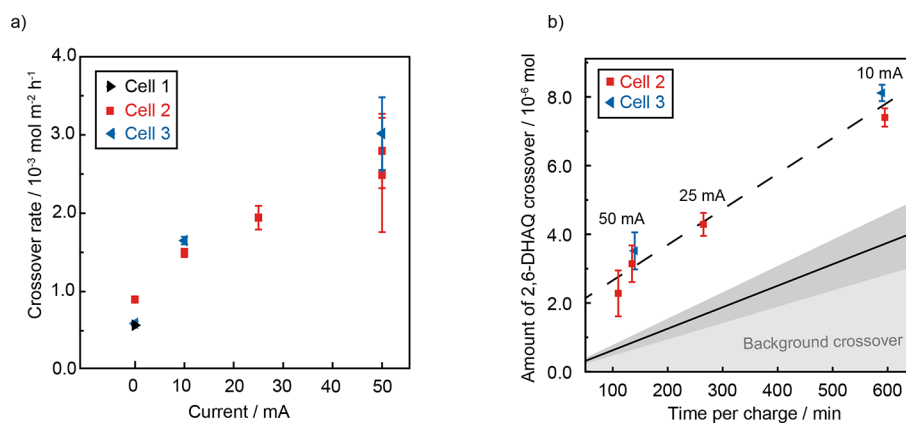 a)
4.0
3.0
2.0
1.0
0.0
Crossover rate / 10⁻³ mol m⁻² h⁻¹
Cell 1
Cell 2
Cell 3
0 10 20 30 40 50
Current / mA
b)
8.0
6.0
4.0
2.0
0.0
Amount of 2,6-DHAQ crossover / 10⁻⁶ mol
Cell 2
Cell 3
10 mA
25 mA
50 mA
Background crossover
100 200 300 400 500 600
Time per charge / min